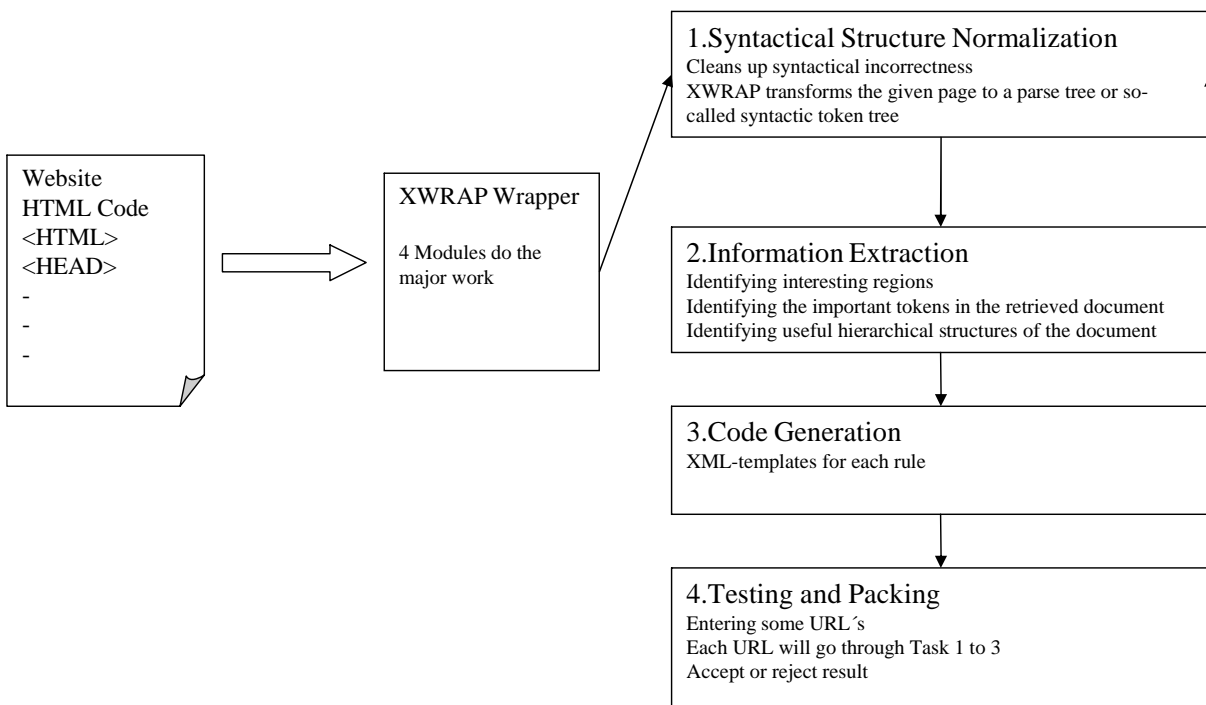 Website
HTML Code
<HTML>
<HEAD>
-
-
-
XWRAP Wrapper
4 Modules do the
major work
1.Syntactical Structure Normalization
Cleans up syntactical incorrectness
XWRAP transforms the given page to a parse tree or so-
called syntactic token tree
2.Information Extraction
Identifying interesting regions
Identifying the important tokens in the retrieved document
Identifying useful hierarchical structures of the document
3.Code Generation
XML-templates for each rule
4.Testing and Packing
Entering some URL´s
Each URL will go through Task 1 to 3
Accept or reject result